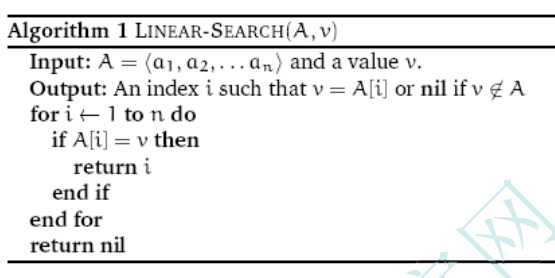 Algorithm 1 LINEAR-SEARCH(A, v)
Input: A = ⟨a₁, a₂, . . . aₙ⟩ and a value v.
Output: An index i such that v = A[i] or nil if v ∉ A
for i ← 1 to n do
if A[i] = v then
return i
end if
end for
return nil
网